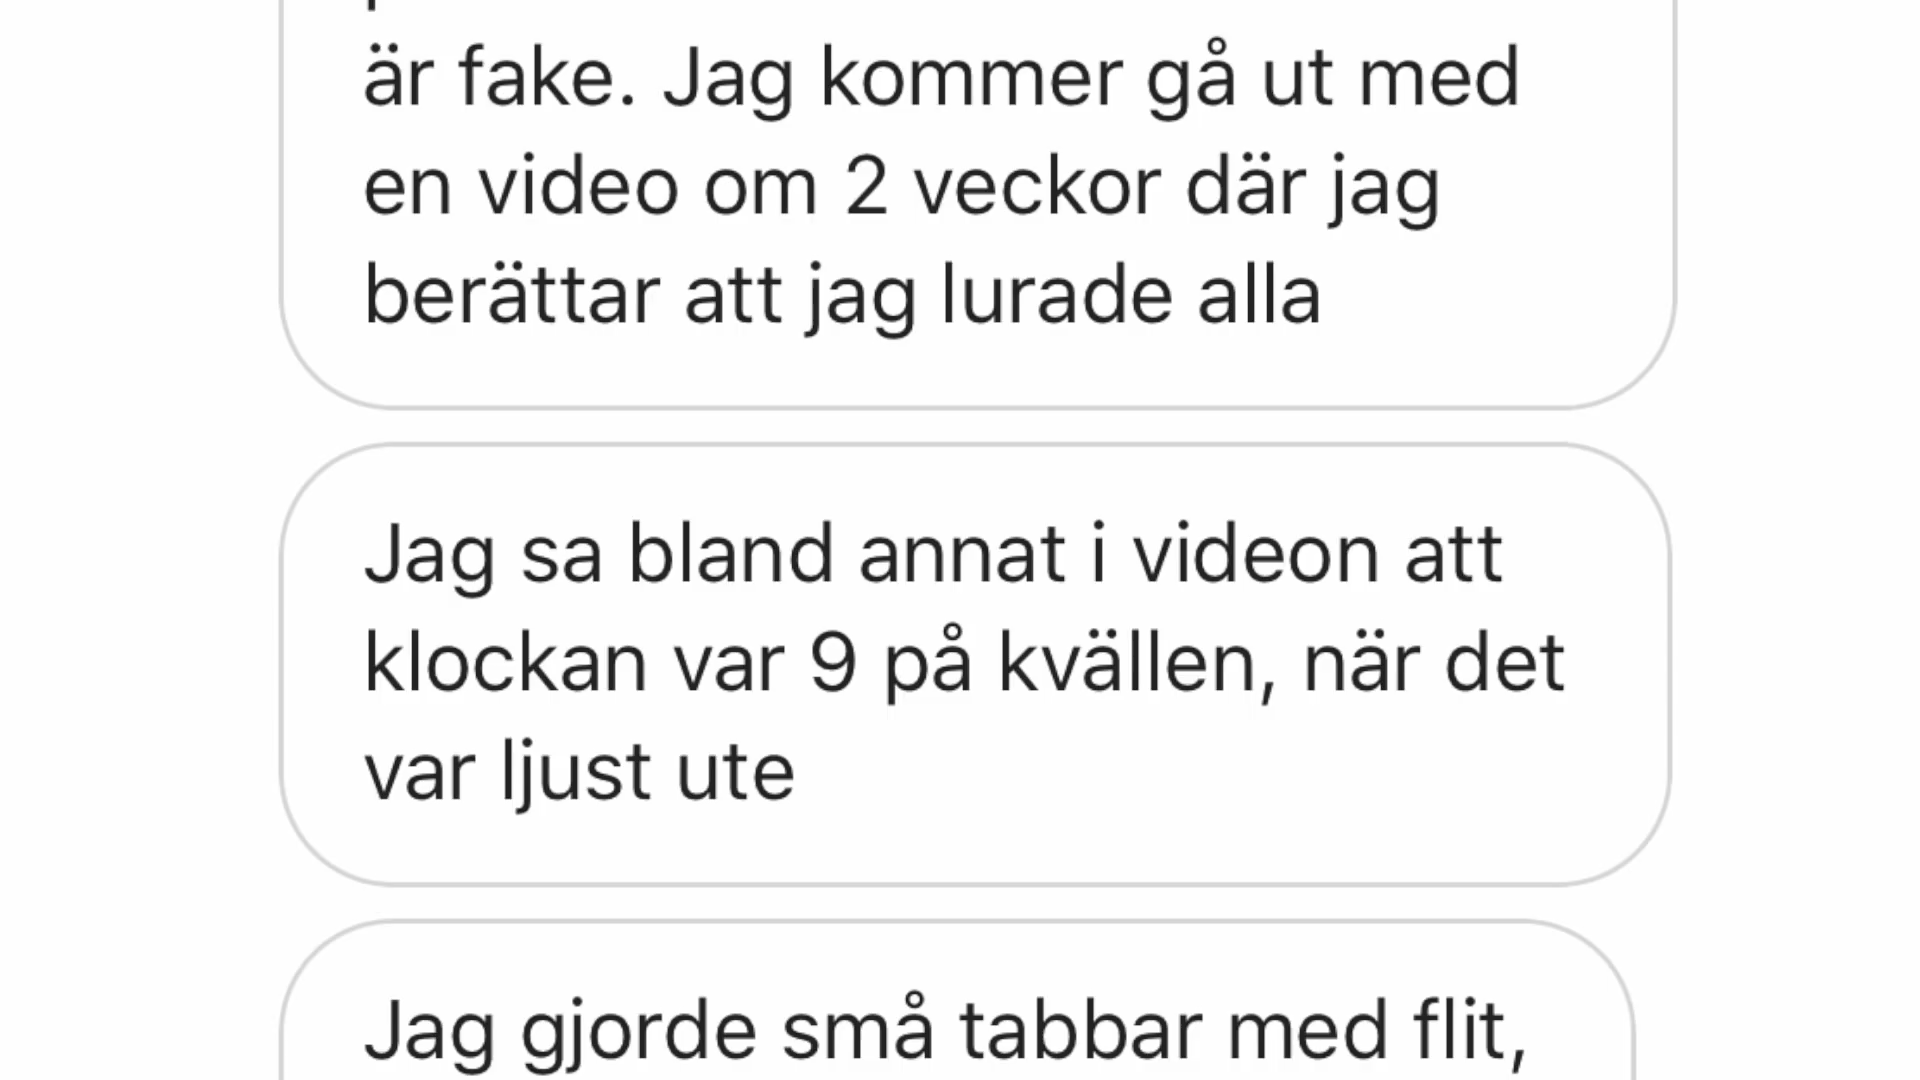 är fake. Jag kommer gå ut med
en video om 2 veckor där jag
berättar att jag lurade alla
Jag sa bland annat i videon att
klockan var 9 på kvällen, när det
var ljust ute
Jag gjorde små tabbar med flit,